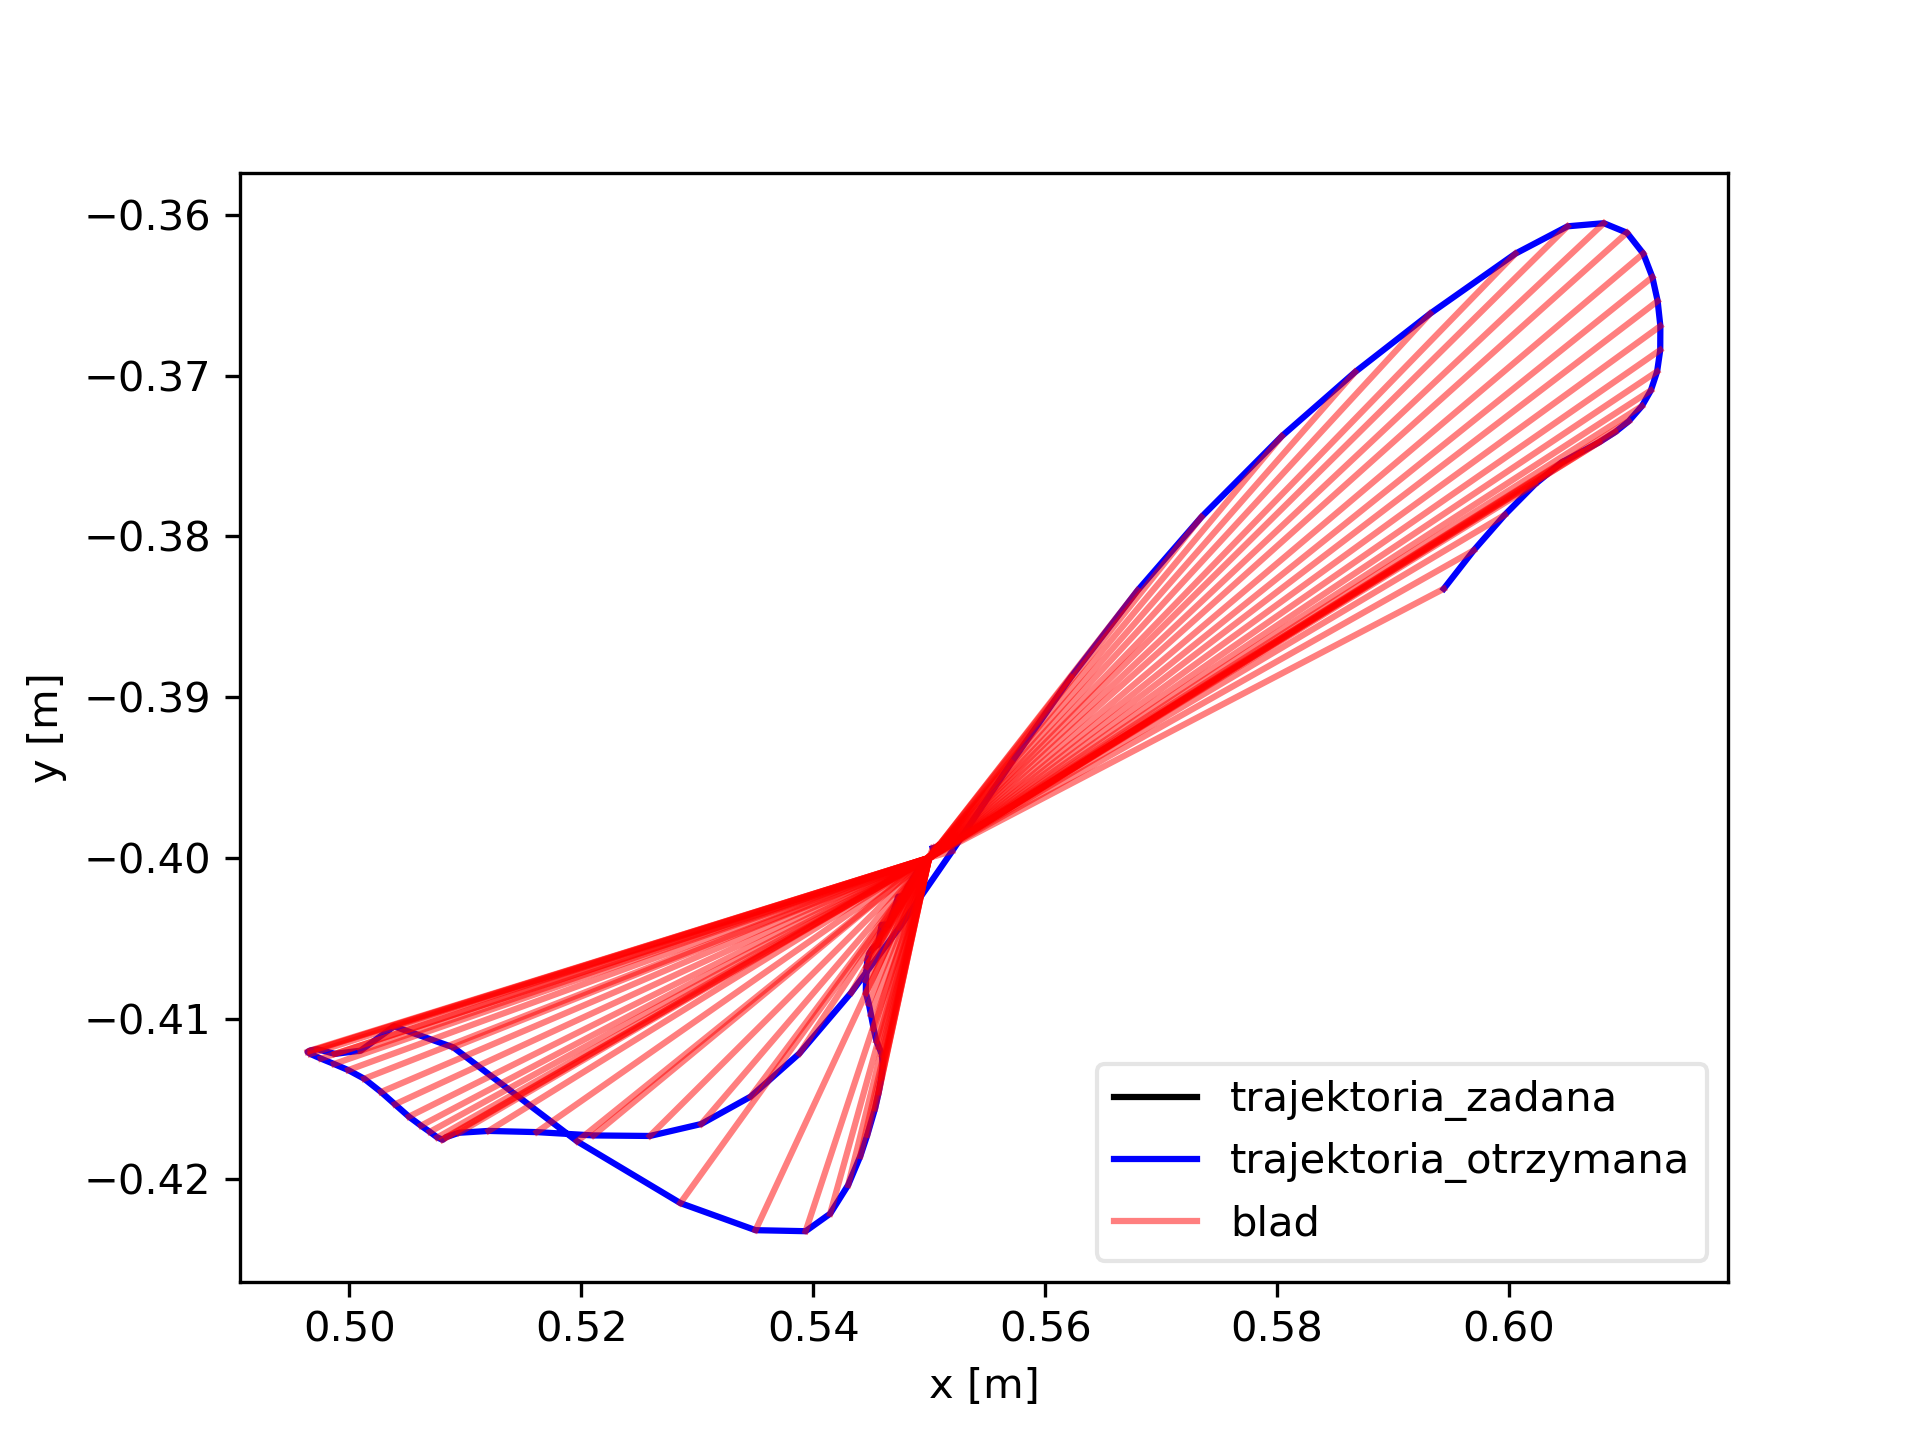 −0.36
−0.37
−0.38
−0.39
−0.40
−0.41
−0.42
y [m]
0.50 0.52 0.54 0.56 0.58 0.60
x [m]
trajektoria_zadana
trajektoria_otrzymana
blad